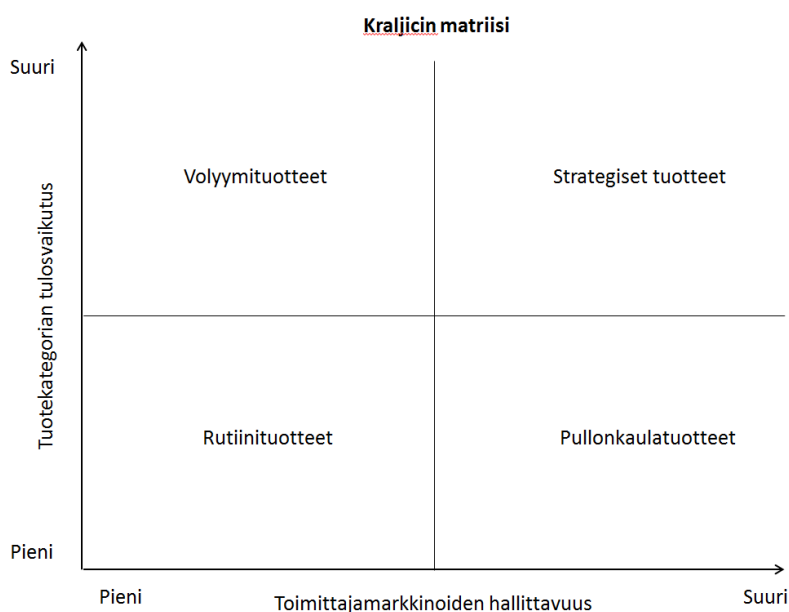 Kraljicin matriisi
Suuri
Volyymituotteet
Strategiset tuotteet
Tuotekategorian tulosvaikutus
Rutiinituotteet
Pullonkaulatuotteet
Pieni
Pieni
Toimittajamarkkinoiden hallittavuus
Suuri